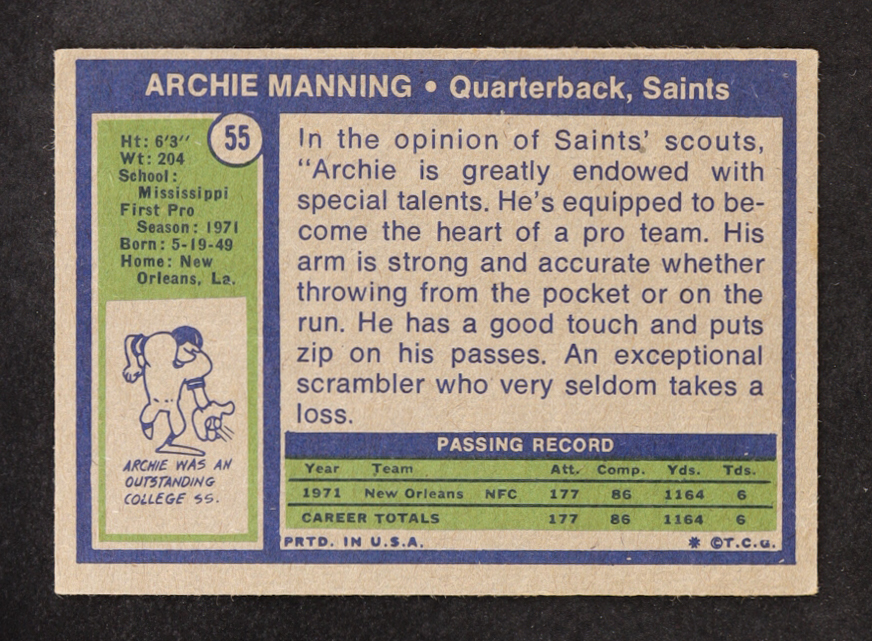 ARCHIE MANNING • Quarterback, Saints
55
Ht: 6'3"
Wt: 204
School:
Mississippi
First Pro
Season: 1971
Born: 5-19-49
Home: New
Orleans, La.
ARCHIE WAS AN
OUTSTANDING
COLLEGE SS.
In the opinion of Saints' scouts,
"Archie is greatly endowed with
special talents. He's equipped to be-
come the heart of a pro team. His
arm is strong and accurate whether
throwing from the pocket or on the
run. He has a good touch and puts
zip on his passes. An exceptional
scrambler who very seldom takes a
loss.
PASSING RECORD
Year Team Att. Comp. Yds. Tds.
1971 New Orleans NFC 177 86 1164 6
CAREER TOTALS 177 86 1164 6
PRTD. IN U.S.A. * ©T.C.G.